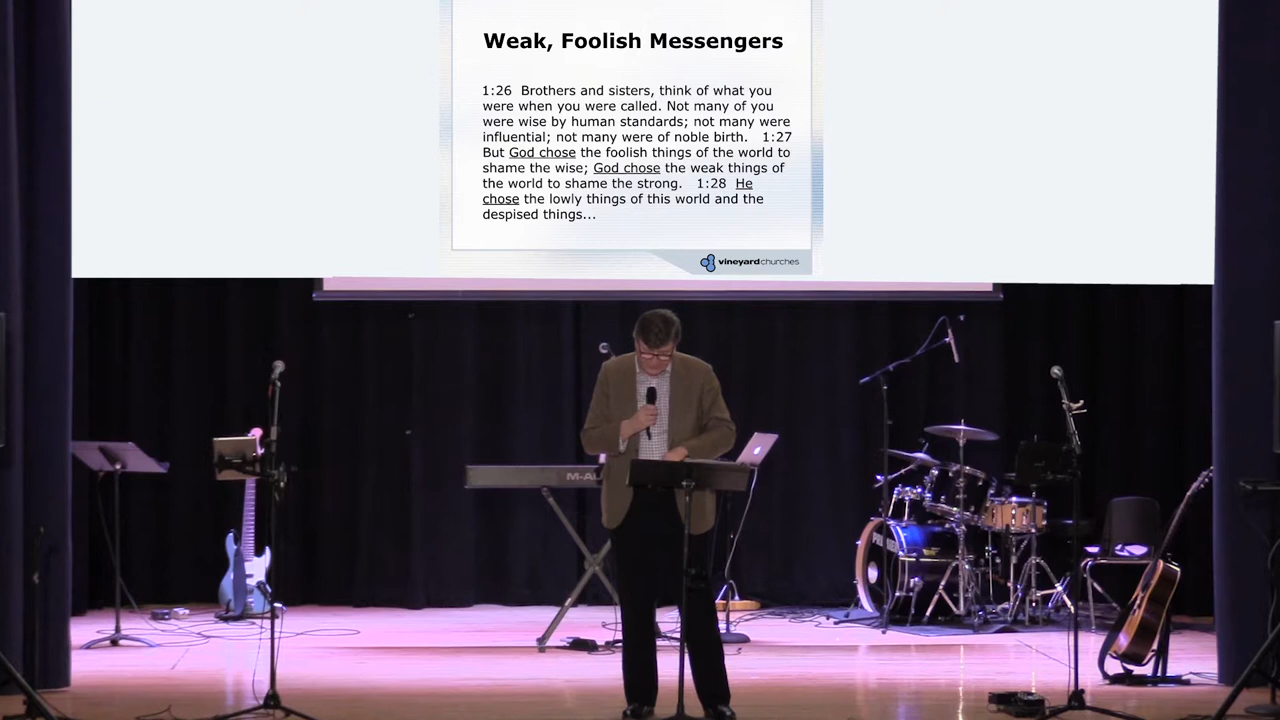 Weak, Foolish Messengers
1:26 Brothers and sisters, think of what you
were when you were called. Not many of you
were wise by human standards; not many were
influential; not many were of noble birth. 1:27
But God chose the foolish things of the world to
shame the wise; God chose the weak things of
the world to shame the strong. 1:28 He
chose the lowly things of this world and the
despised things...
vineyardchurches